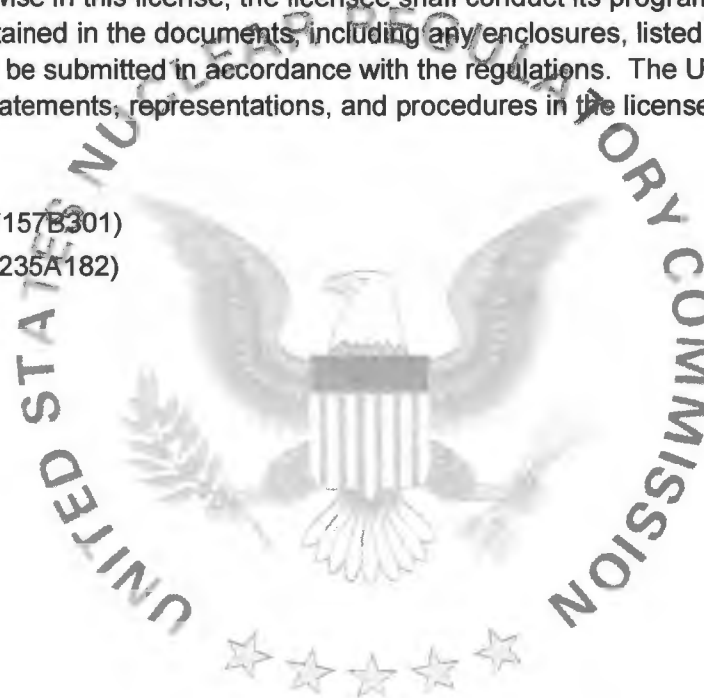 wise in this license, the licensee shall conduct its program
tained in the documents, including any enclosures, listed
be submitted in accordance with the regulations. The U
atements, representations, and procedures in the license
157B301)
235A182)
UNITED STATES NUCLEAR REGULATORY COMMISSION